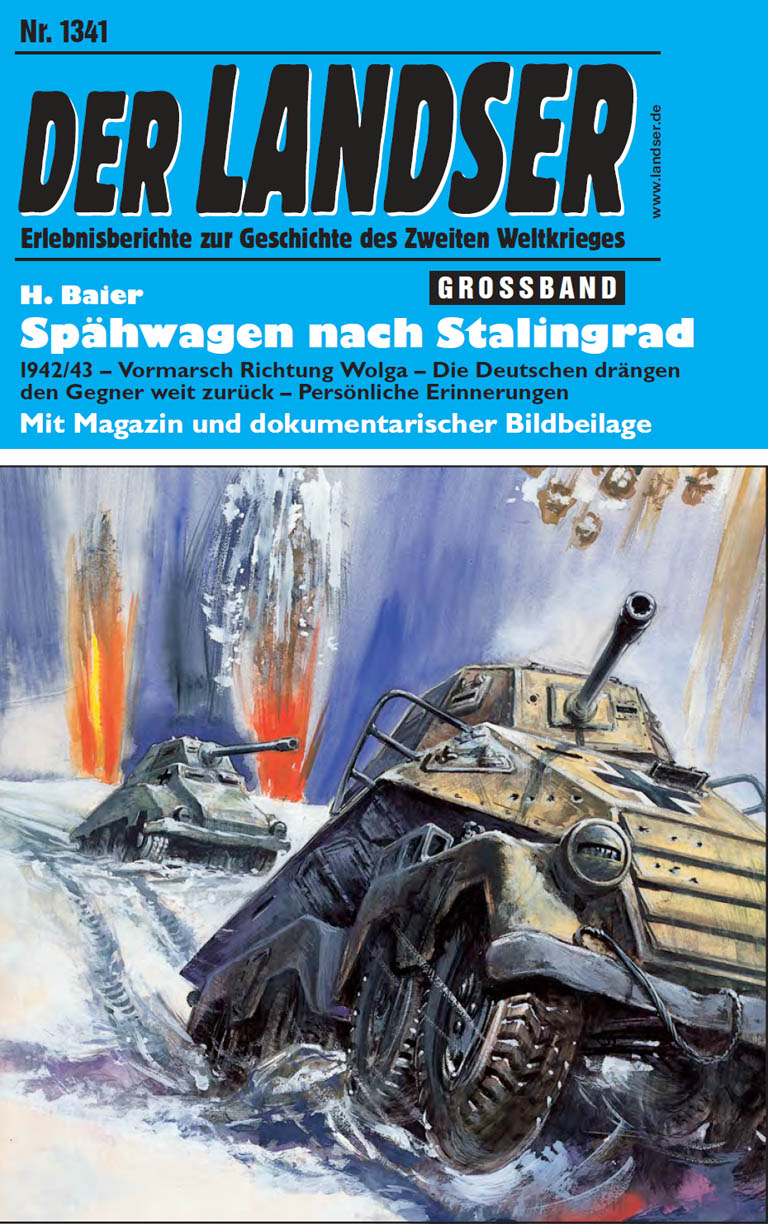 Nr. 1341
DER LANDSER
www.landser.de
Erlebnisberichte zur Geschichte des Zweiten Weltkrieges
GROSSBAND
H. Baier
Spähwagen nach Stalingrad
1942/43 – Vormarsch Richtung Wolga – Die Deutschen drängen
den Gegner weit zurück – Persönliche Erinnerungen
Mit Magazin und dokumentarischer Bildbeilage